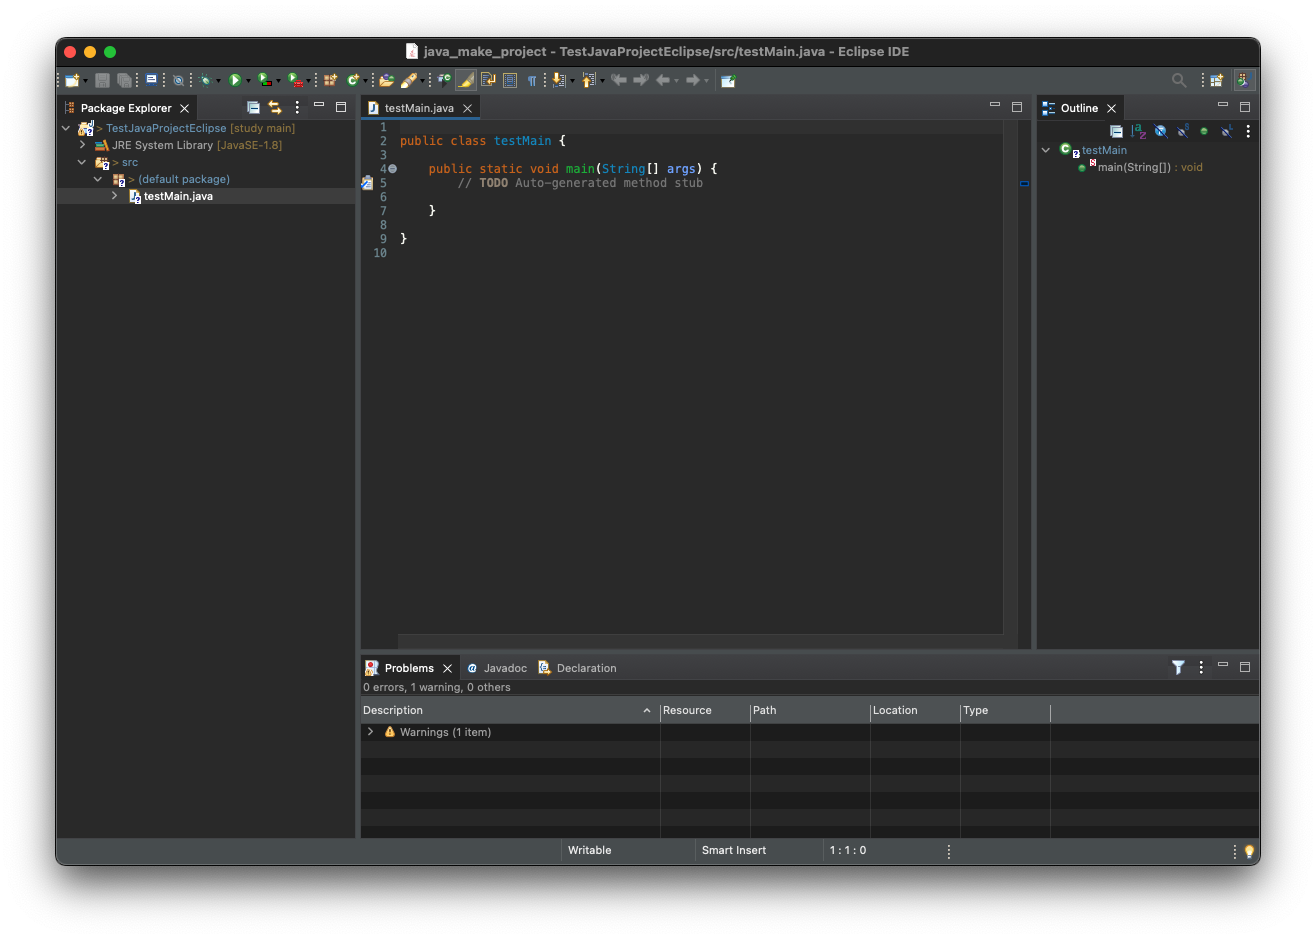 java_make_project - TestJavaProjectEclipse/src/testMain.java - Eclipse IDE
Package Explorer
> TestJavaProjectEclipse [study main]
JRE System Library [JavaSE-1.8]
> src
> (default package)
testMain.java
testMain.java
1
2 public class testMain {
3
4 public static void main(String[] args) {
5 // TODO Auto-generated method stub
6
7 }
8
9 }
10
Outline
testMain
main(String[]) : void
Problems Javadoc Declaration
0 errors, 1 warning, 0 others
Description Resource Path Location Type
Warnings (1 item)
Writable Smart Insert 1 : 1 : 0